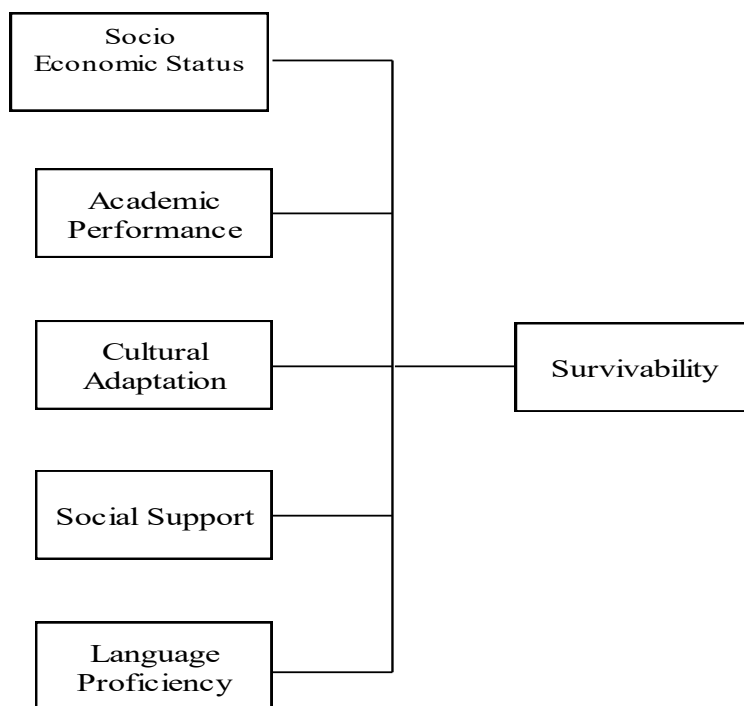 Socio
Economic Status
Academic
Performance
Cultural
Adaptation
Survivability
Social Support
Language
Proficiency